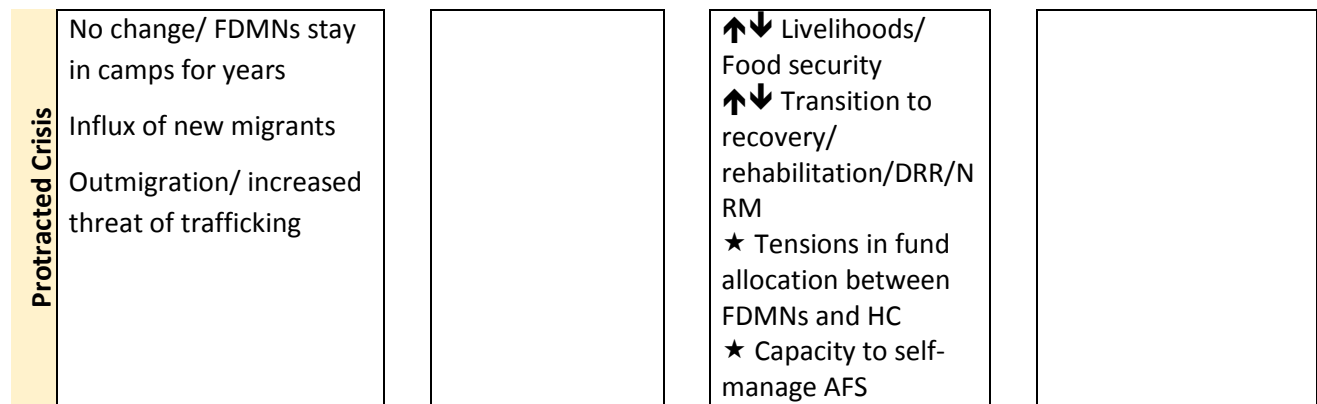 Protracted Crisis
No change/ FDMNs stay
in camps for years
Influx of new migrants
Outmigration/ increased
threat of trafficking
🡹🡻 Livelihoods/
Food security
🡹🡻 Transition to
recovery/
rehabilitation/DRR/N
RM
★ Tensions in fund
allocation between
FDMNs and HC
★ Capacity to self-
manage AFS